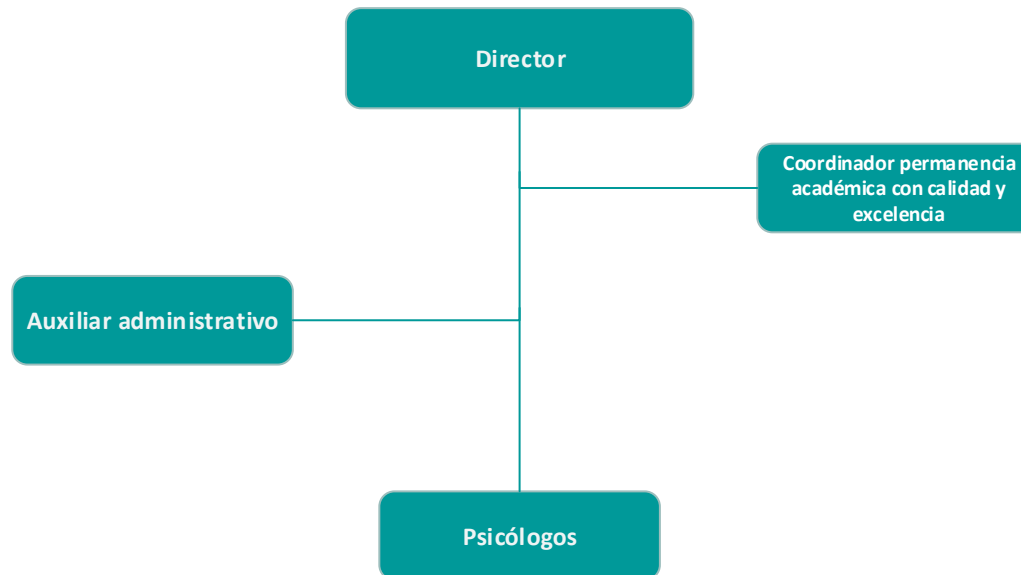 Director
Coordinador permanencia
académica con calidad y
excelencia
Auxiliar administrativo
Psicólogos